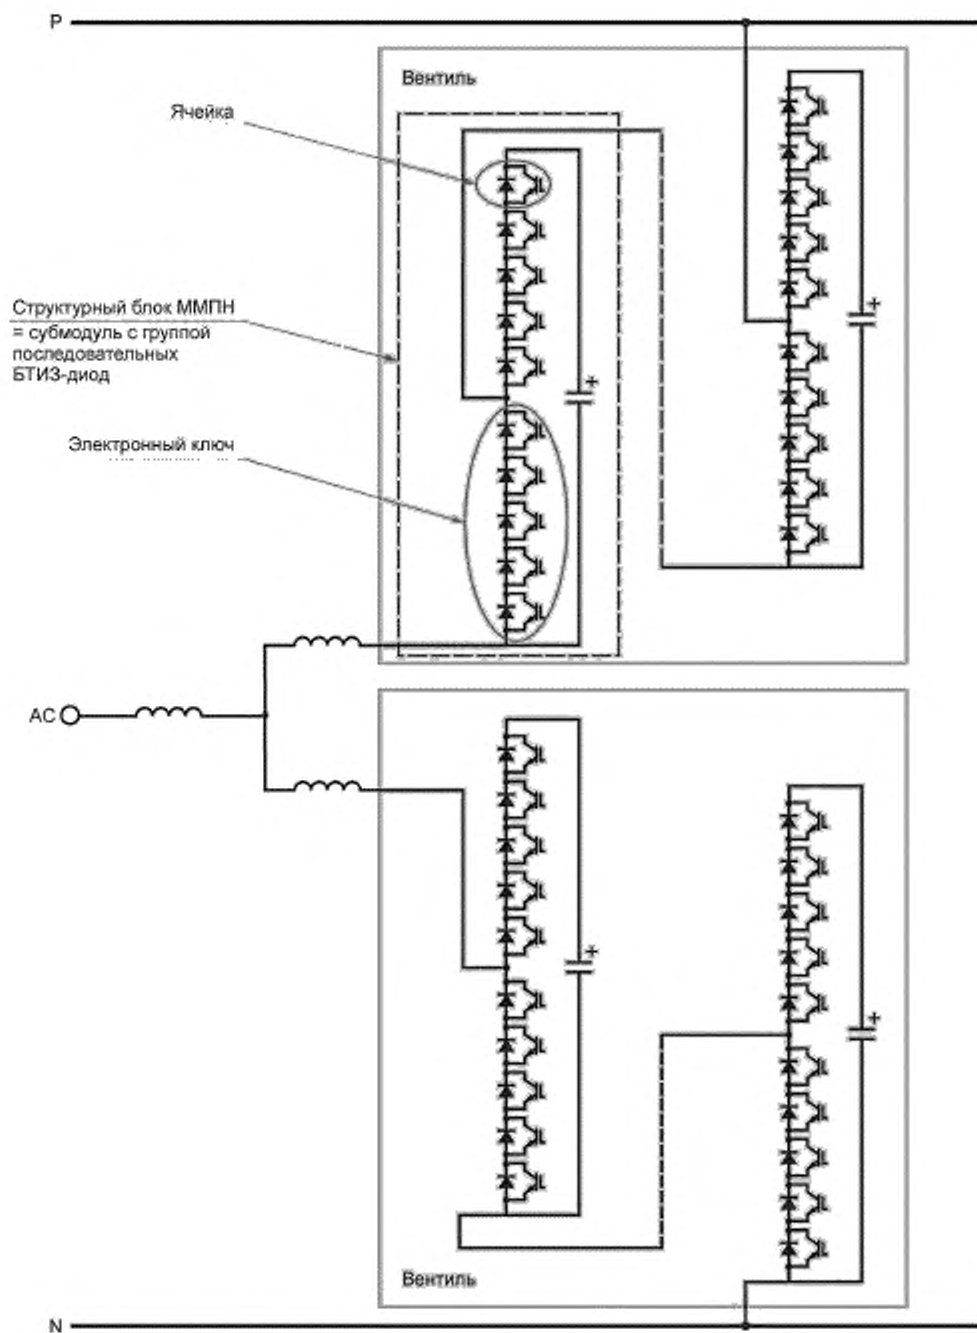 P
Вентиль
Ячейка
Структурный блок ММПН
= субмодуль с группой
последовательных
БТИЗ-диод
+
+
Электронный ключ
AC
+
+
Вентиль
N